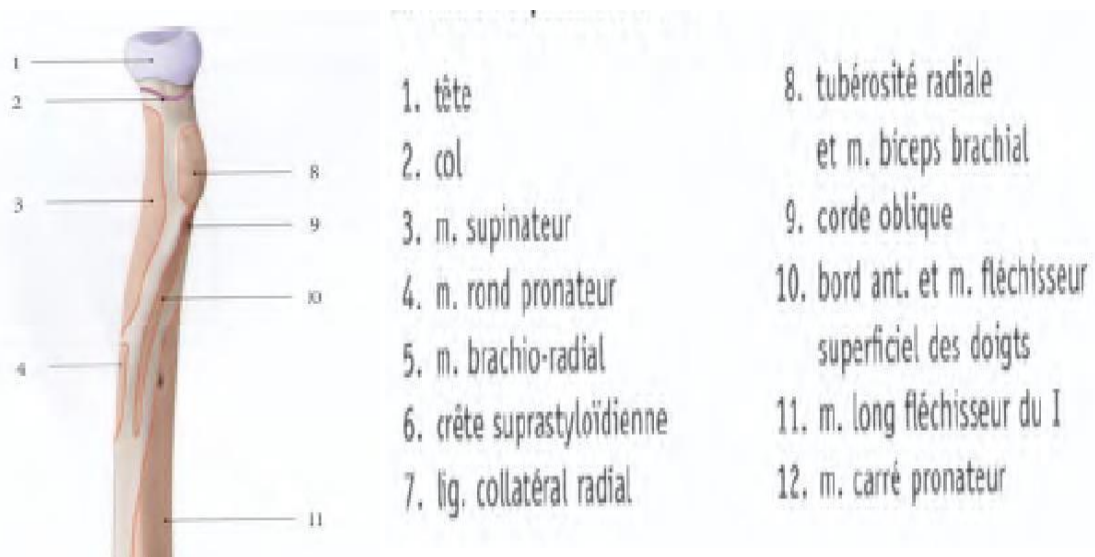 1
2
3
4
8
9
10
11
1. tête
2. col
3. m. supinateur
4. m. rond pronateur
5. m. brachio-radial
6. crête suprastyloïdienne
7. lig. collatéral radial
8. tubérosité radiale
et m. biceps brachial
9. corde oblique
10. bord ant. et m. fléchisseur
superficiel des doigts
11. m. long fléchisseur du I
12. m. carré pronateur